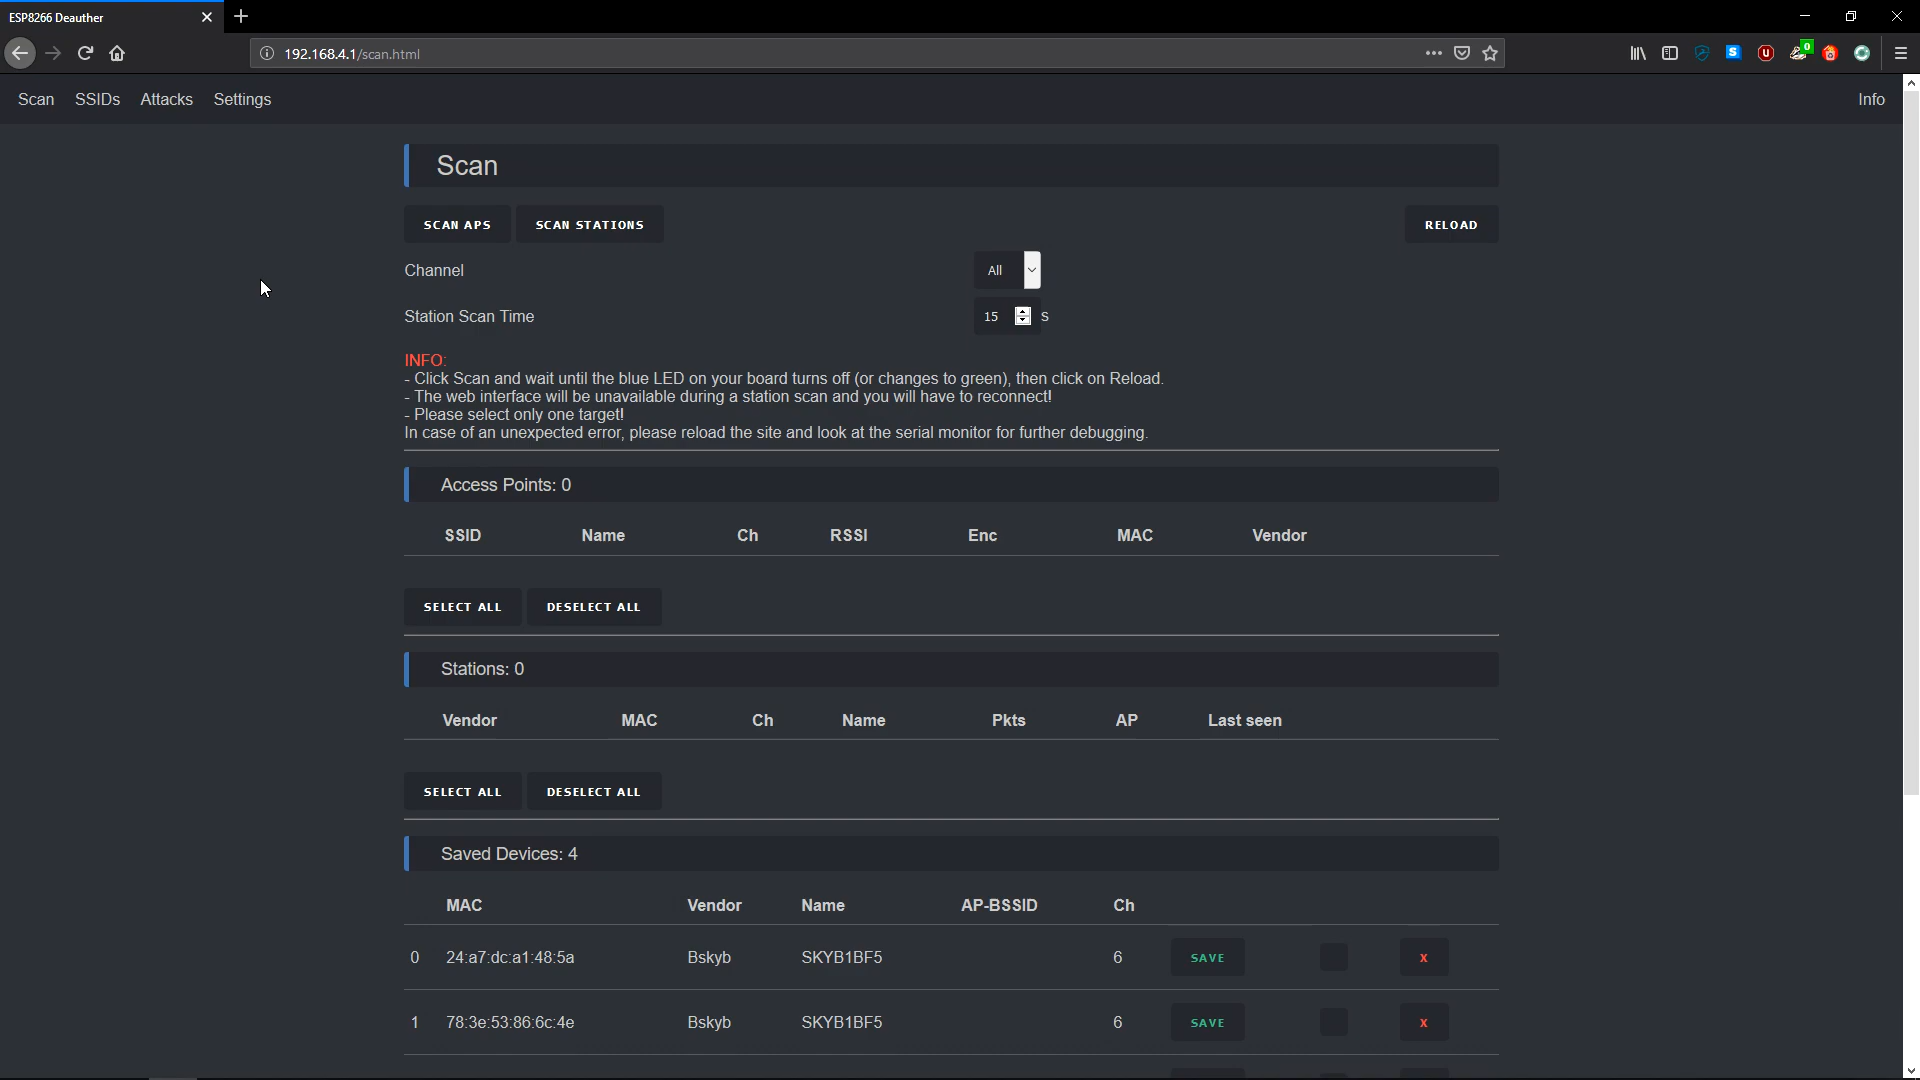 ESP8266 Deauther
192.168.4.1/scan.html
S
U
0
Scan SSIDs Attacks Settings Info
Scan
SCAN APS SCAN STATIONS RELOAD
Channel All
Station Scan Time 15 S
INFO:
- Click Scan and wait until the blue LED on your board turns off (or changes to green), then click on Reload.
- The web interface will be unavailable during a station scan and you will have to reconnect!
- Please select only one target!
In case of an unexpected error, please reload the site and look at the serial monitor for further debugging.
Access Points: 0
SSID Name Ch RSSI Enc MAC Vendor
SELECT ALL DESELECT ALL
Stations: 0
Vendor MAC Ch Name Pkts AP Last seen
SELECT ALL DESELECT ALL
Saved Devices: 4
MAC Vendor Name AP-BSSID Ch
0 24:a7:dc:a1:48:5a Bskyb SKYB1BF5 6 SAVE X
1 78:3e:53:86:6c:4e Bskyb SKYB1BF5 6 SAVE X